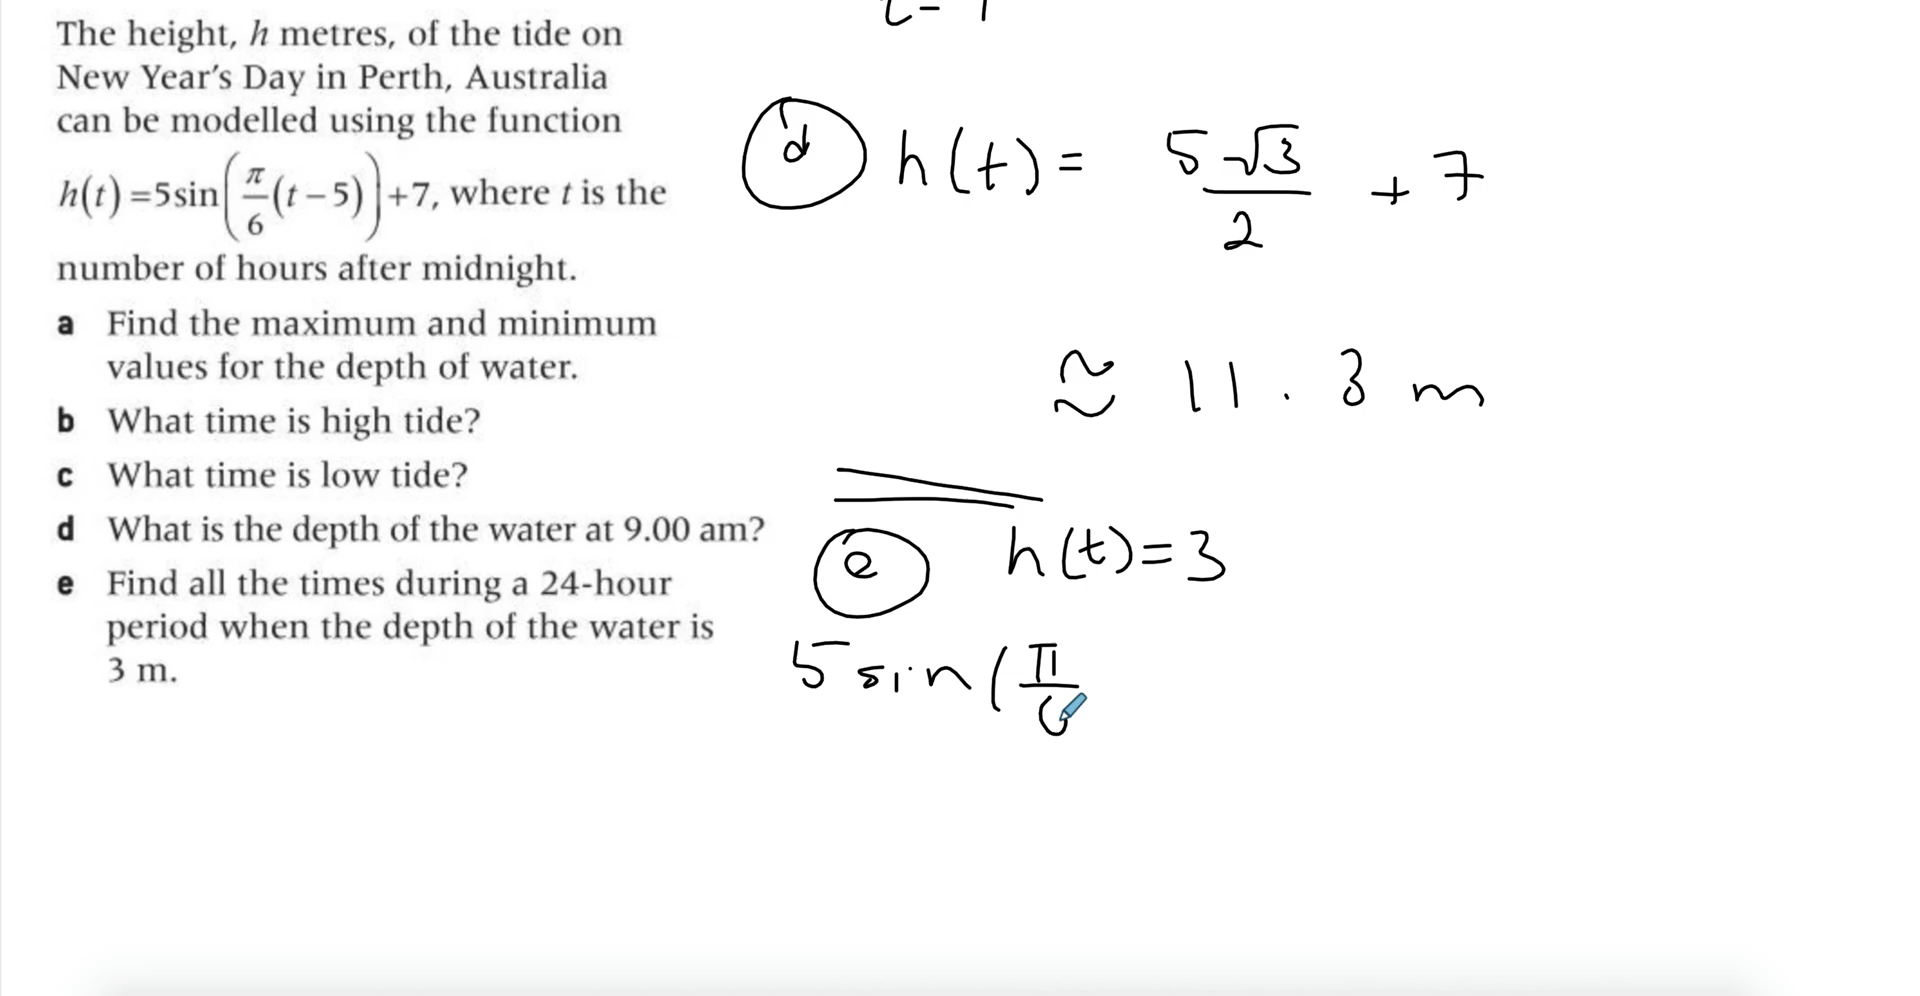 The height, h metres, of the tide on
New Year's Day in Perth, Australia
can be modelled using the function
h(t) =5sin(π/6(t – 5))+7, where t is the
number of hours after midnight.
a Find the maximum and minimum
values for the depth of water.
b What time is high tide?
c What time is low tide?
d What is the depth of the water at 9.00 am?
e Find all the times during a 24-hour
period when the depth of the water is
3 m.
d h(t) = 5√3/2 + 7
≈ 11.3 m
e h(t)=3
5 sin(π/6